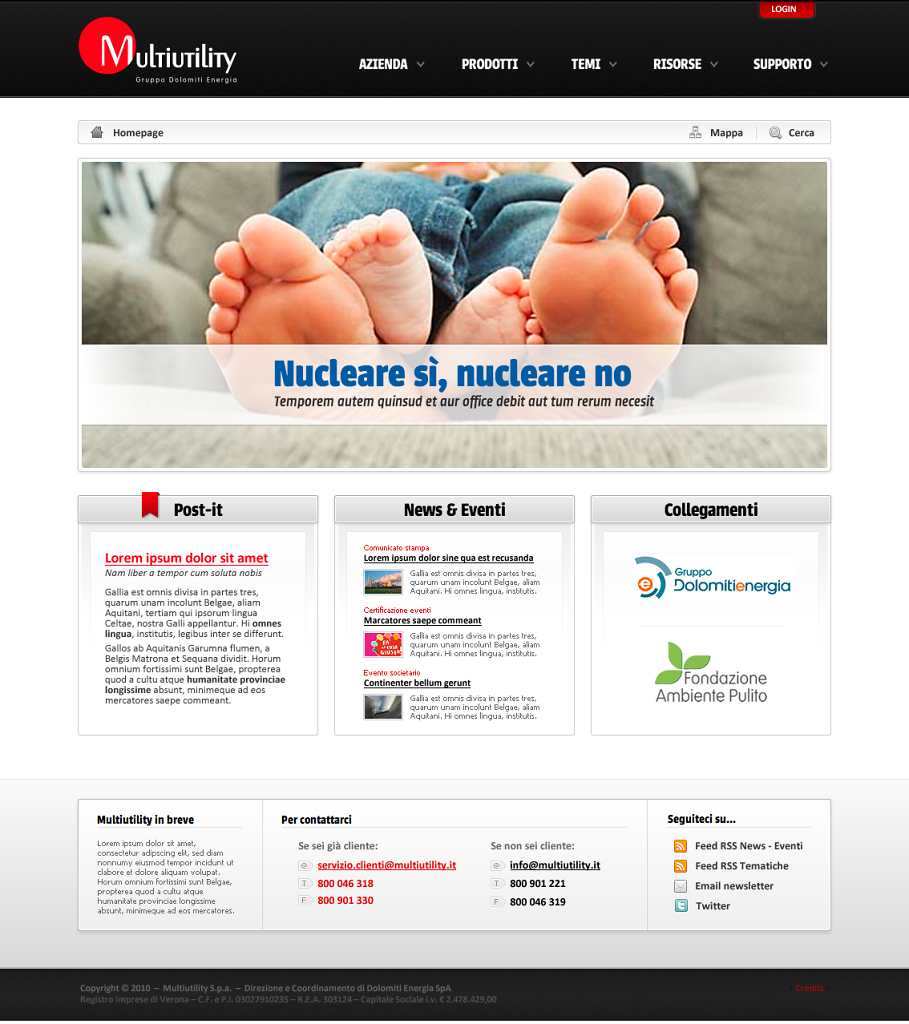 LOGIN
Multiutility
Gruppo Dolomiti Energia
AZIENDA PRODOTTI TEMI RISORSE SUPPORTO
Homepage Mappa Cerca
Nucleare sì, nucleare no
Temporem autem quinsud et aur office debit aut tum rerum necesit
Post-it
Lorem ipsum dolor sit amet
Nam liber a tempor cum soluta nobis
Gallia est omnis divisa in partes tres,
quarum unam incolunt Belgae, aliam
Aquitani, tertiam qui ipsorum lingua
Celtae, nostra Galli appellantur. Hi omnes
lingua, institutis, legibus inter se differunt.
Gallos ab Aquitanis Garumna flumen, a
Belgis Matrona et Sequana dividit. Horum
omnium fortissimi sunt Belgae, propterea
quod a cultu atque humanitate provinciae
longissime absunt, minimeque ad eos
mercatores saepe commeant.
News & Eventi
Comunicato stampa
Lorem ipsum dolor sine qua est recusanda
Gallia est omnis divisa in partes tres,
quarum unam incolunt Belgae, aliam
Aquitani. Hi omnes lingua, institutis.
Certificazione eventi
Marcatores saepe commeant
Gallia est omnis divisa in partes tres,
quarum unam incolunt Belgae, aliam
Aquitani. Hi omnes lingua, institutis.
Evento societario
Continenter bellum gerunt
Gallia est omnis divisa in partes tres,
quarum unam incolunt Belgae, aliam
Aquitani. Hi omnes lingua, institutis.
Collegamenti
Gruppo
Dolomitienergia
Fondazione
Ambiente Pulito
Multiutility in breve
Lorem ipsum dolor sit amet,
consectetur adipscing elit, sed diam
nonnumy eiusmod tempor incidunt ut
clabore et dolore aliquam volupat.
Horum omnium fortissimi sunt Belgae,
propterea quod a cultu atque
humanitate provinciae longissime
absunt, minimeque ad eos mercatores.
Per contattarci
Se sei già cliente:
servizio.clienti@multiutility.it
T 800 046 318
F 800 901 330
Se non sei cliente:
info@multiutility.it
T 800 901 221
F 800 046 319
Seguiteci su...
Feed RSS News - Eventi
Feed RSS Tematiche
Email newsletter
Twitter
Copyright © 2010 – Multiutility S.p.a. – Direzione e Coordinamento di Dolomiti Energia SpA
Registro Imprese di Verona – C.F. e P.I. 03027910235 – R.E.A. 303124 – Capitale Sociale i.v. € 2.478.429,00
Credits